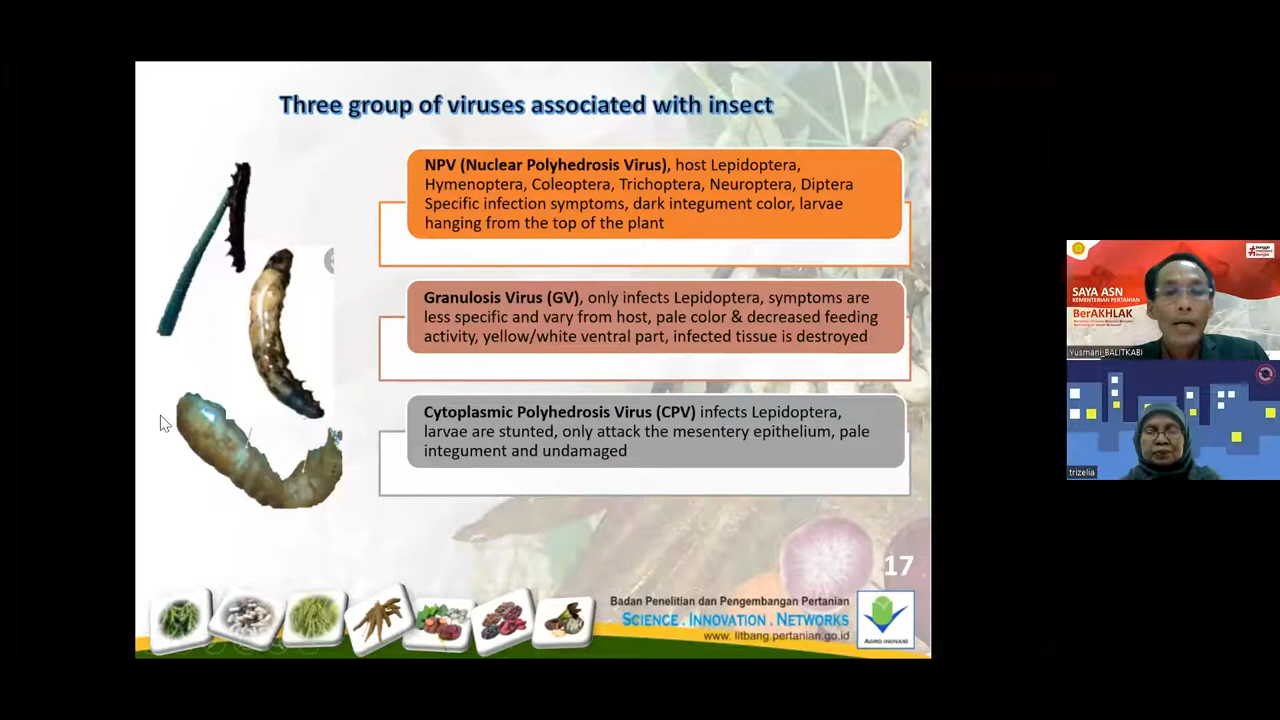 Three group of viruses associated with insect
NPV (Nuclear Polyhedrosis Virus), host Lepidoptera,
Hymenoptera, Coleoptera, Trichoptera, Neuroptera, Diptera
Specific infection symptoms, dark integument color, larvae
hanging from the top of the plant
Granulosis Virus (GV), only infects Lepidoptera, symptoms are
less specific and vary from host, pale color & decreased feeding
activity, yellow/white ventral part, infected tissue is destroyed
Cytoplasmic Polyhedrosis Virus (CPV) infects Lepidoptera,
larvae are stunted, only attack the mesentery epithelium, pale
integument and undamaged
17
Badan Penelitian dan Pengembangan Pertanian
SCIENCE . INNOVATION . NETWORKS
www. litbang.pertanian.go.id
AGRO INOVASI
SAYA ASN
KEMENTERIAN PERTANIAN
BerAKHLAK
Yusmani_BALITKABI
trizelia